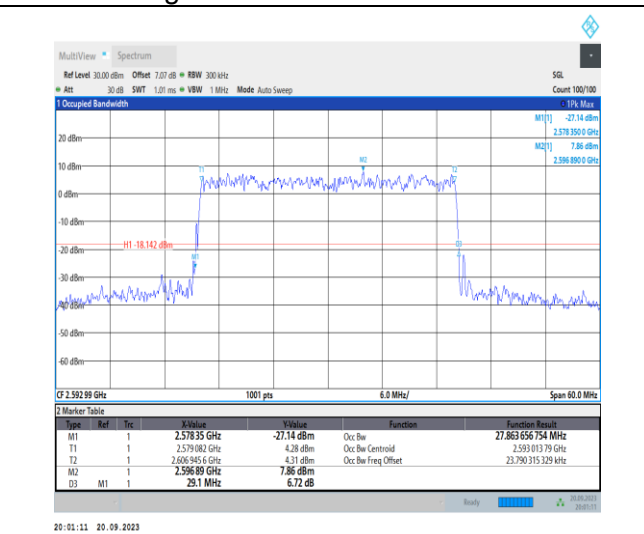 MultiView Spectrum
Ref Level 30.00 dBm Offset 7.07 dB RBW 300 kHz SGL
Att 30 dB SWT 1.01 ms VBW 1 MHz Mode Auto Sweep Count 100/100
1 Occupied Bandwidth 1Pk Max
M1[1] -27.14 dBm
2.578 350 0 GHz
M2[1] 7.86 dBm
2.596 890 0 GHz
20 dBm
M2
10 dBm
T1 T2
0 dBm
-10 dBm
-20 dBm H1 -18.142 dBm D3
M1
-30 dBm
-40 dBm
-50 dBm
-60 dBm
CF 2.592 99 GHz 1001 pts 6.0 MHz/ Span 60.0 MHz
2 Marker Table
Type Ref Trc X-Value Y-Value Function Function Result
M1 1 2.578 35 GHz -27.14 dBm Occ Bw 27.863 656 754 MHz
T1 1 2.579 082 GHz 4.28 dBm Occ Bw Centroid 2.593 013 79 GHz
T2 1 2.606 945 6 GHz 4.31 dBm Occ Bw Freq Offset 23.790 315 329 kHz
M2 1 2.596 89 GHz 7.86 dBm
D3 M1 1 29.1 MHz 6.72 dB
Ready 20.09.2023
20:01:11
20:01:11 20.09.2023